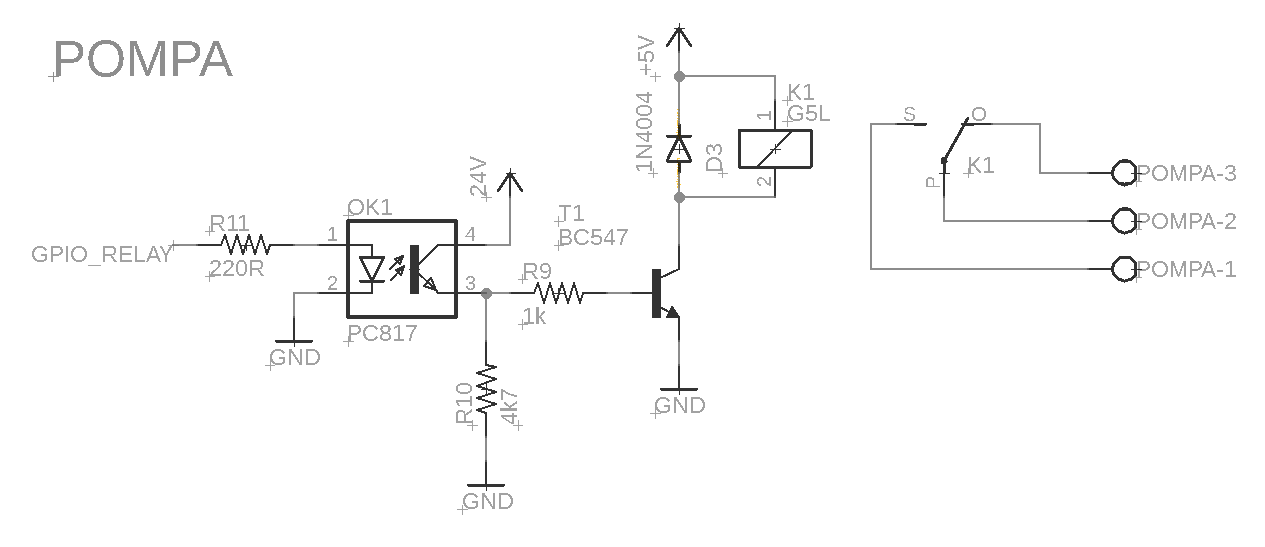 POMPA
+5V
1N4004
D3
K1
G5L
1
2
24V
OK1
T1
BC547
R11
GPIO_RELAY
220R
1
2
4
3
PC817
GND
R9
1k
R10
4k7
GND
GND
S
O
P
K1
POMPA-3
POMPA-2
POMPA-1